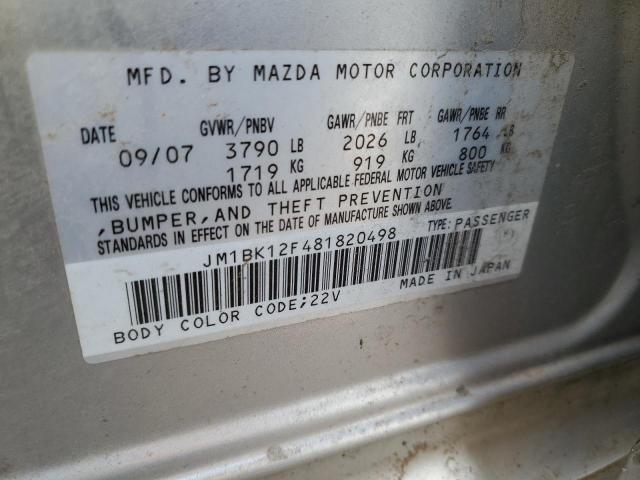 MFD. BY MAZDA MOTOR CORPORATION
DATE GVWR/PNBV GAWR/PNBE FRT GAWR/PNBE RR
09/07 3790 LB 2026 LB 1764 LB
1719 KG 919 KG 800 KG
THIS VEHICLE CONFORMS TO ALL APPLICABLE FEDERAL MOTOR VEHICLE SAFETY
,BUMPER,AND THEFT PREVENTION
STANDARDS IN EFFECT ON THE DATE OF MANUFACTURE SHOWN ABOVE.
JM1BK12F481820498 TYPE: PASSENGER
BODY COLOR CODE;22V MADE IN JAPAN